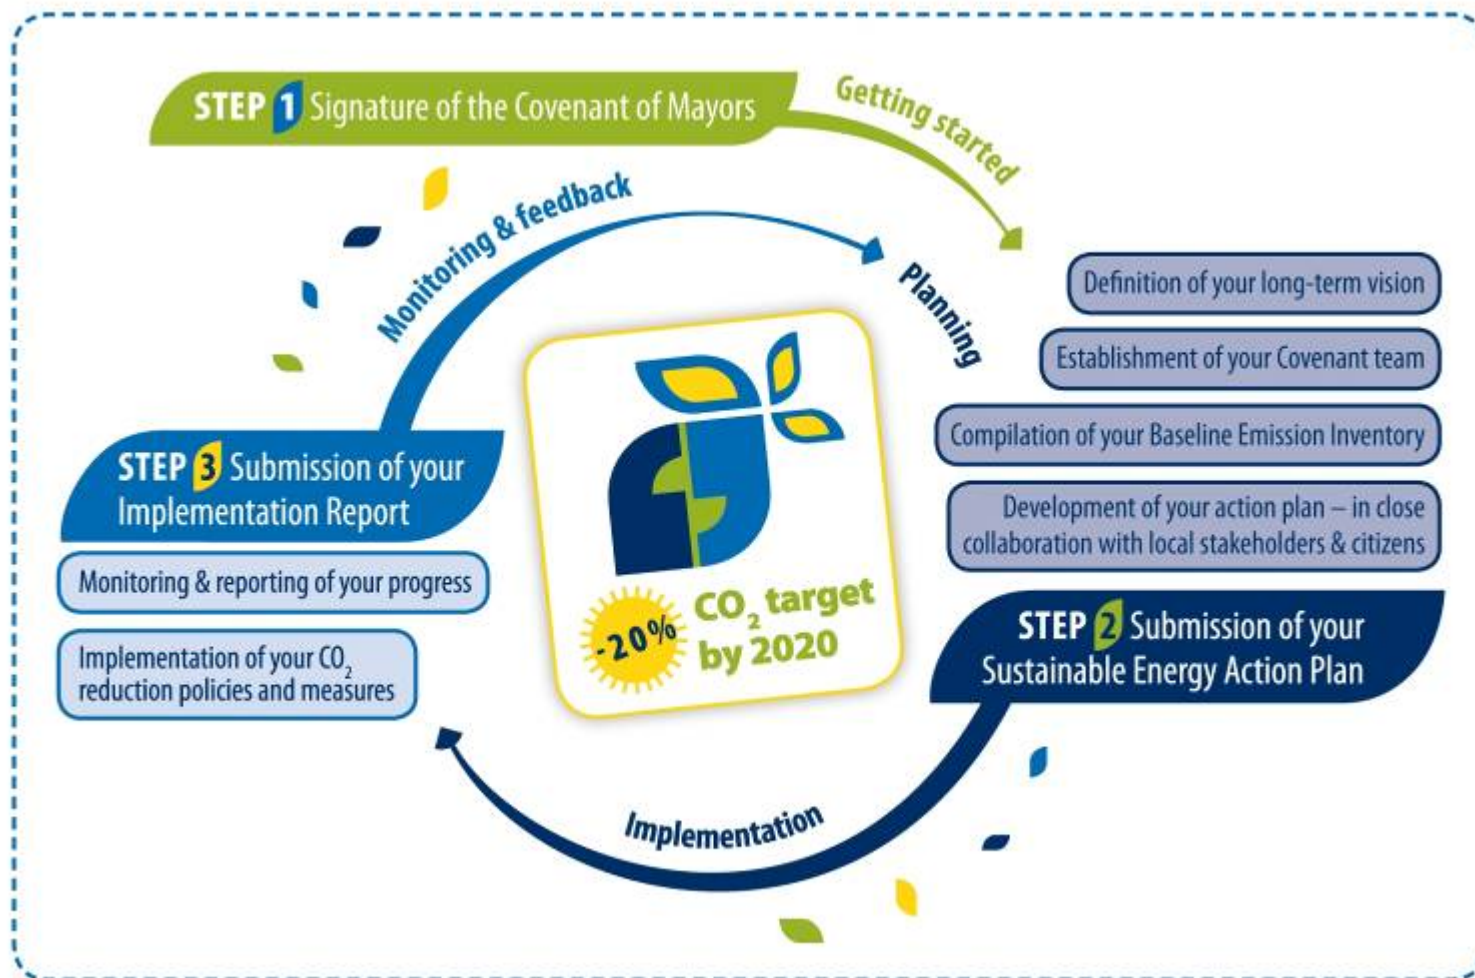 STEP 1 Signature of the Covenant of Mayors
Getting started
Monitoring & feedback
Planning
Definition of your long-term vision
Establishment of your Covenant team
Compilation of your Baseline Emission Inventory
Development of your action plan – in close
collaboration with local stakeholders & citizens
STEP 2 Submission of your
Sustainable Energy Action Plan
Implementation
STEP 3 Submission of your
Implementation Report
Monitoring & reporting of your progress
Implementation of your CO₂
reduction policies and measures
-20%
CO₂ target
by 2020